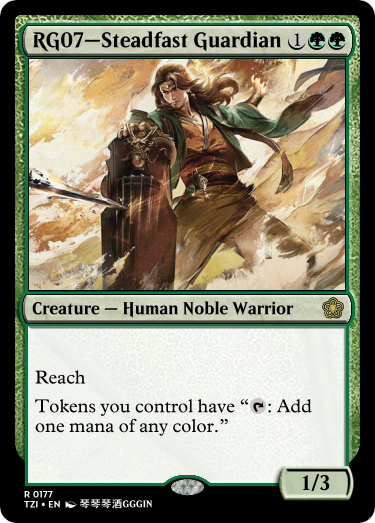 RG07—Steadfast Guardian 1
Creature — Human Noble Warrior
Reach
Tokens you control have “: Add
one mana of any color.”
1/3
R 0177
TZI • EN 琴琴琴酒GGGIN